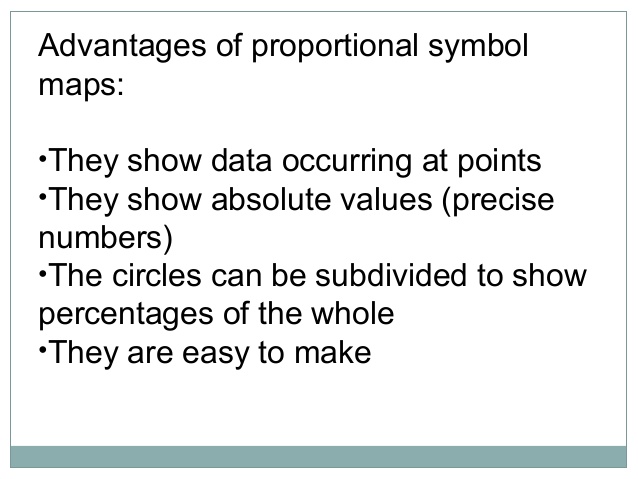 Advantages of proportional symbol
maps:
•They show data occurring at points
•They show absolute values (precise
numbers)
•The circles can be subdivided to show
percentages of the whole
•They are easy to make